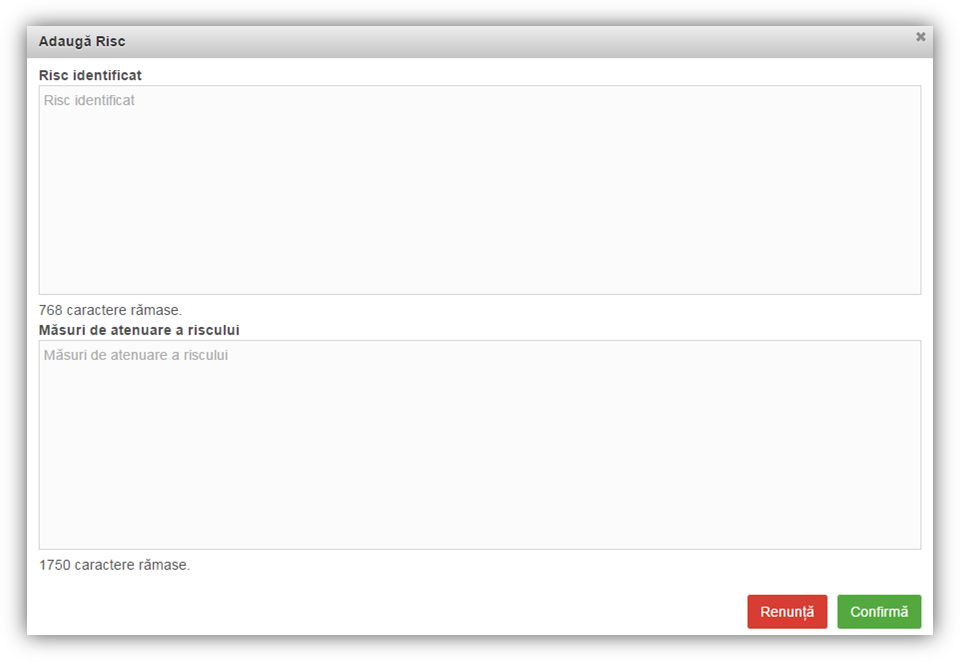 Adaugă Risc
Risc identificat
Risc identificat
768 caractere rămase.
Măsuri de atenuare a riscului
Măsuri de atenuare a riscului
1750 caractere rămase.
Renunță Confirmă